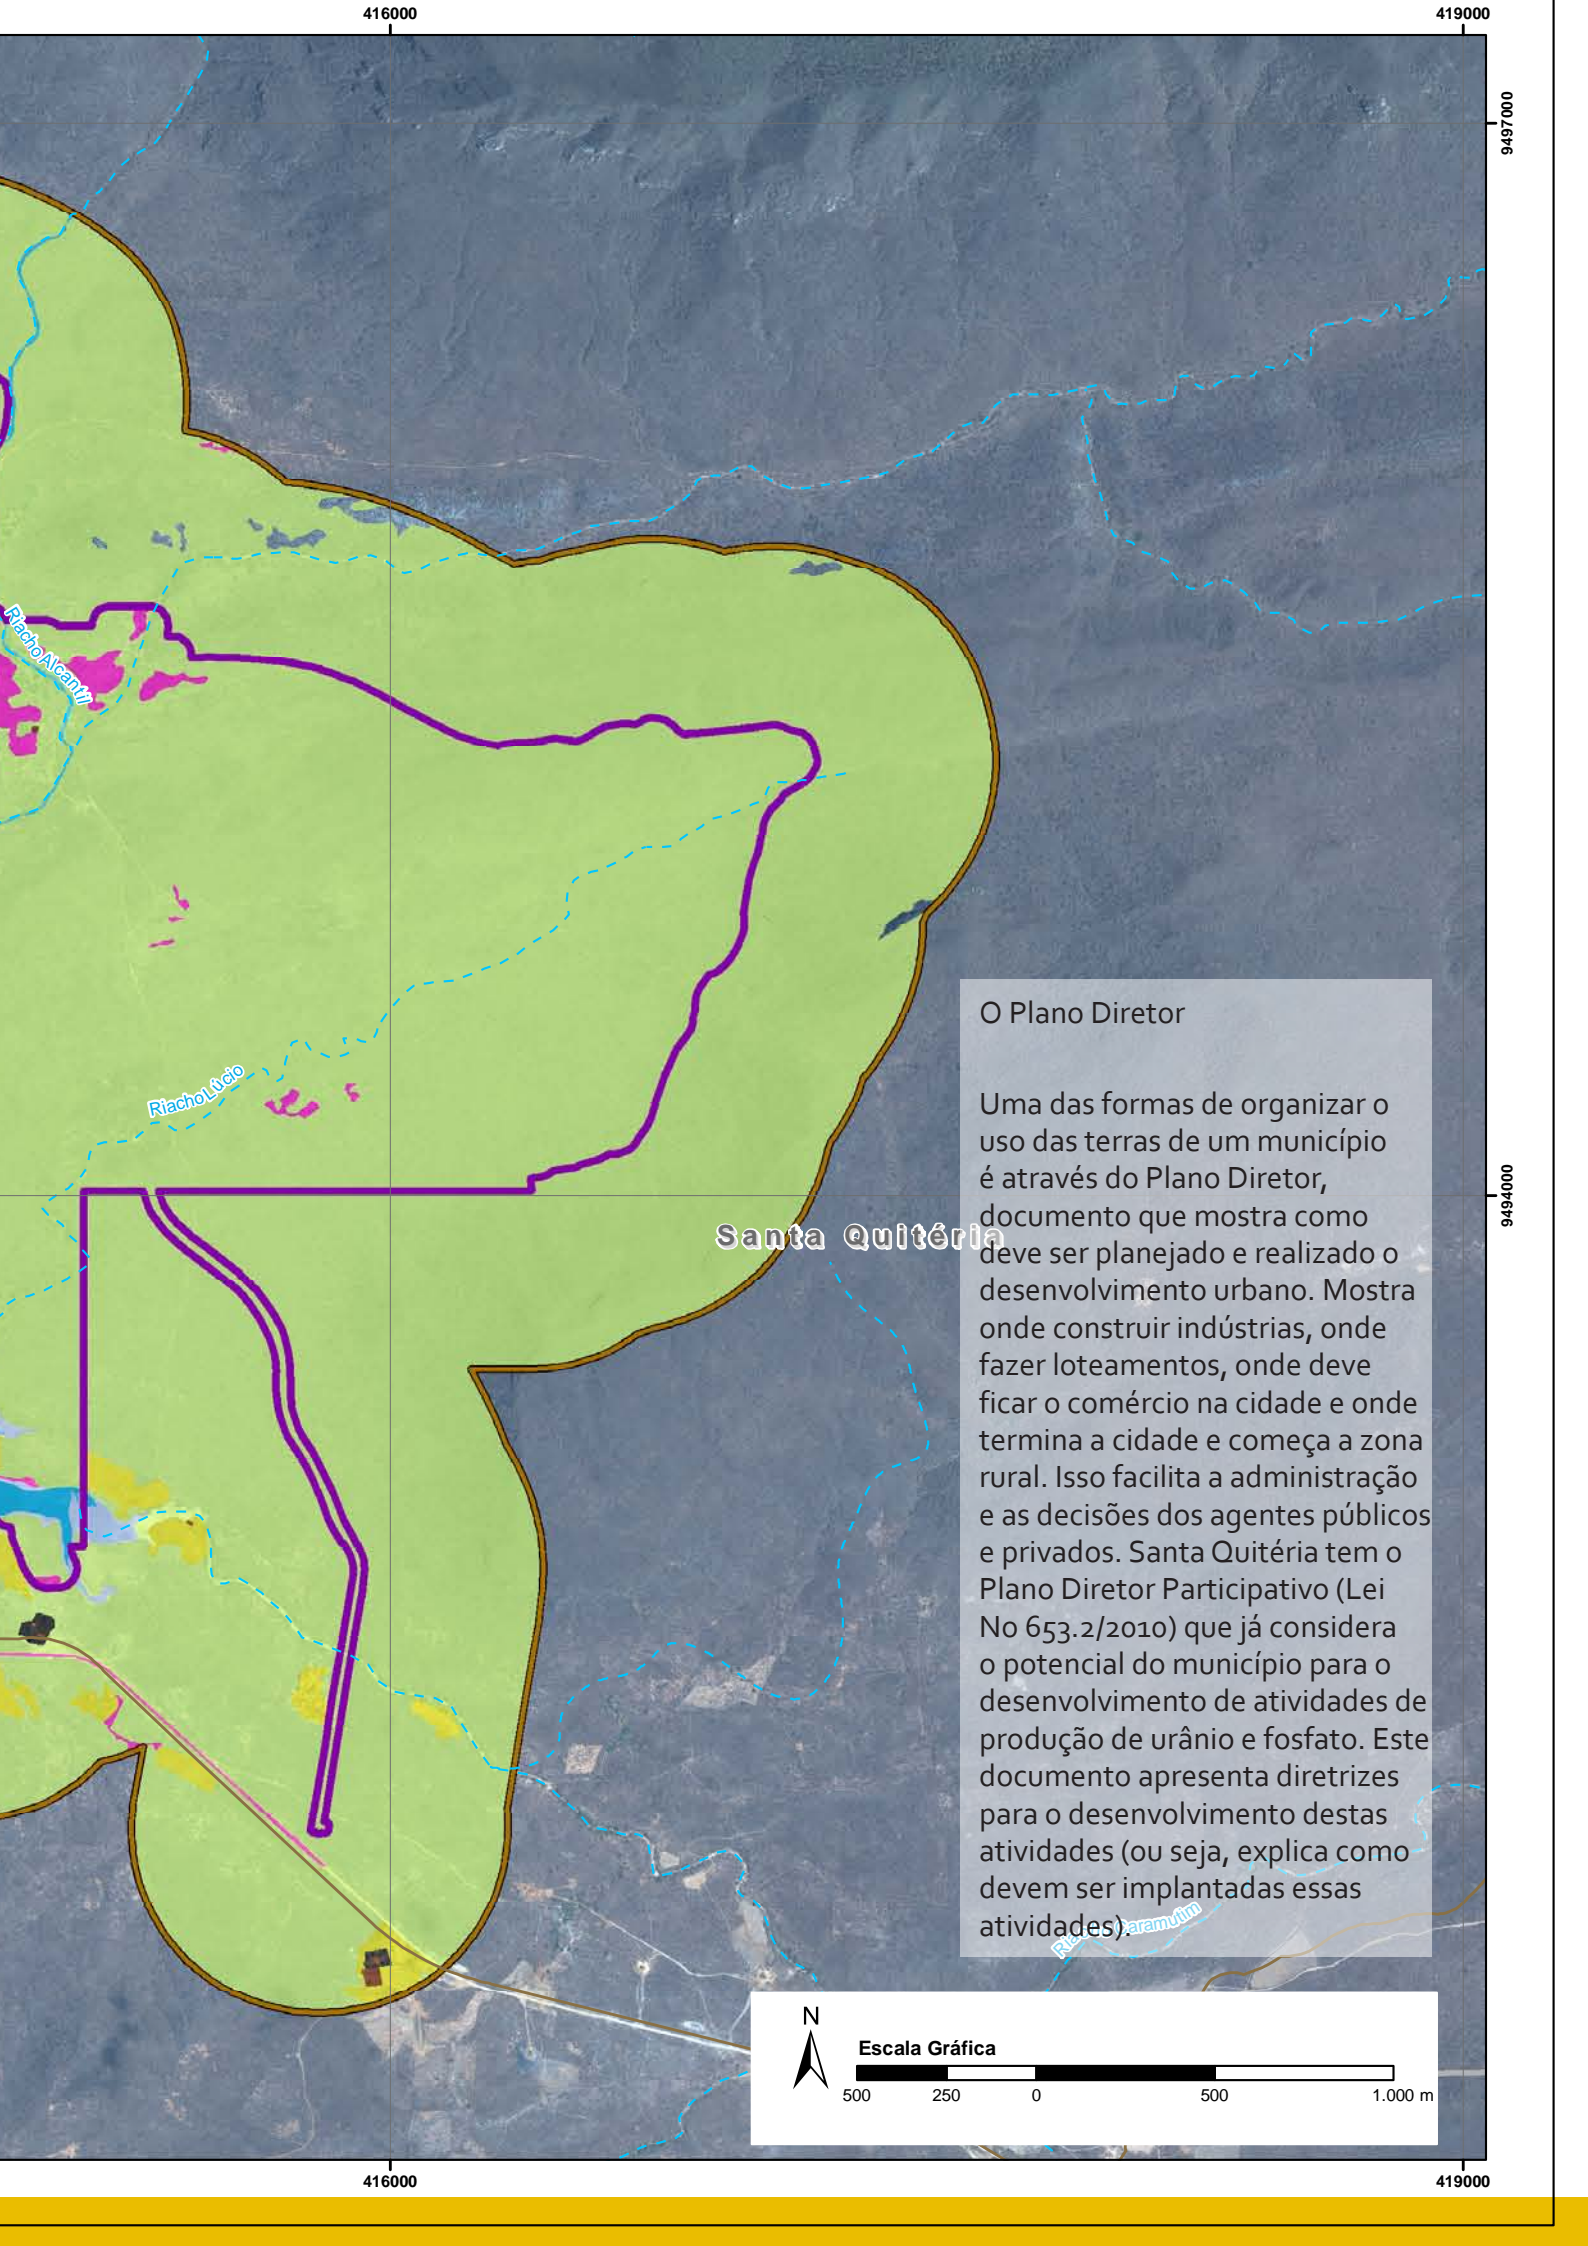 416000
419000
9497000
Riacho Alcantil
Riacho Lúcio
9494000
Santa Quitéria
O Plano Diretor
Uma das formas de organizar o
uso das terras de um município
é através do Plano Diretor,
documento que mostra como
deve ser planejado e realizado o
desenvolvimento urbano. Mostra
onde construir indústrias, onde
fazer loteamentos, onde deve
ficar o comércio na cidade e onde
termina a cidade e começa a zona
rural. Isso facilita a administração
e as decisões dos agentes públicos
e privados. Santa Quitéria tem o
Plano Diretor Participativo (Lei
No 653.2/2010) que já considera
o potencial do município para o
desenvolvimento de atividades de
produção de urânio e fosfato. Este
documento apresenta diretrizes
para o desenvolvimento destas
atividades (ou seja, explica como
devem ser implantadas essas
atividades).
Riacho Caramutim
N
Escala Gráfica
500 250 0 500 1.000 m
416000
419000